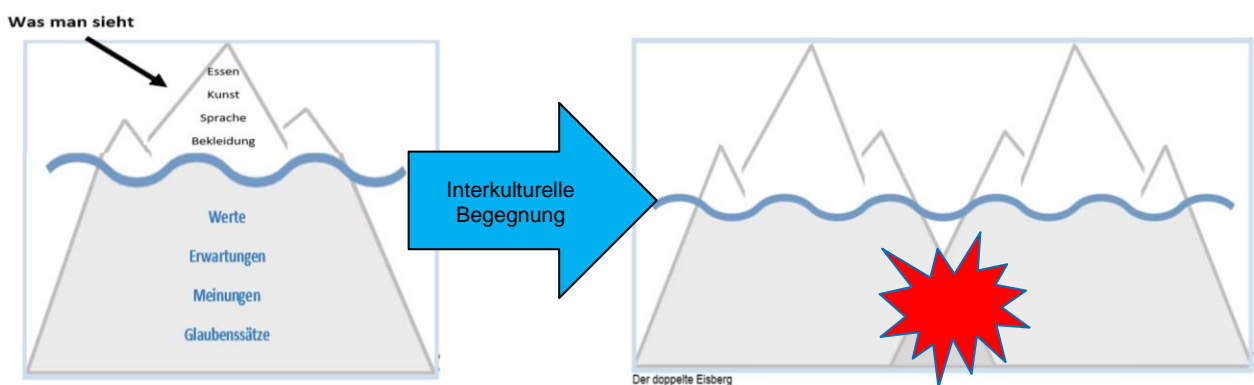 Was man sieht
Essen
Kunst
Sprache
Bekleidung
Werte
Erwartungen
Meinungen
Glaubenssätze
Interkulturelle
Begegnung
Der doppelte Eisberg